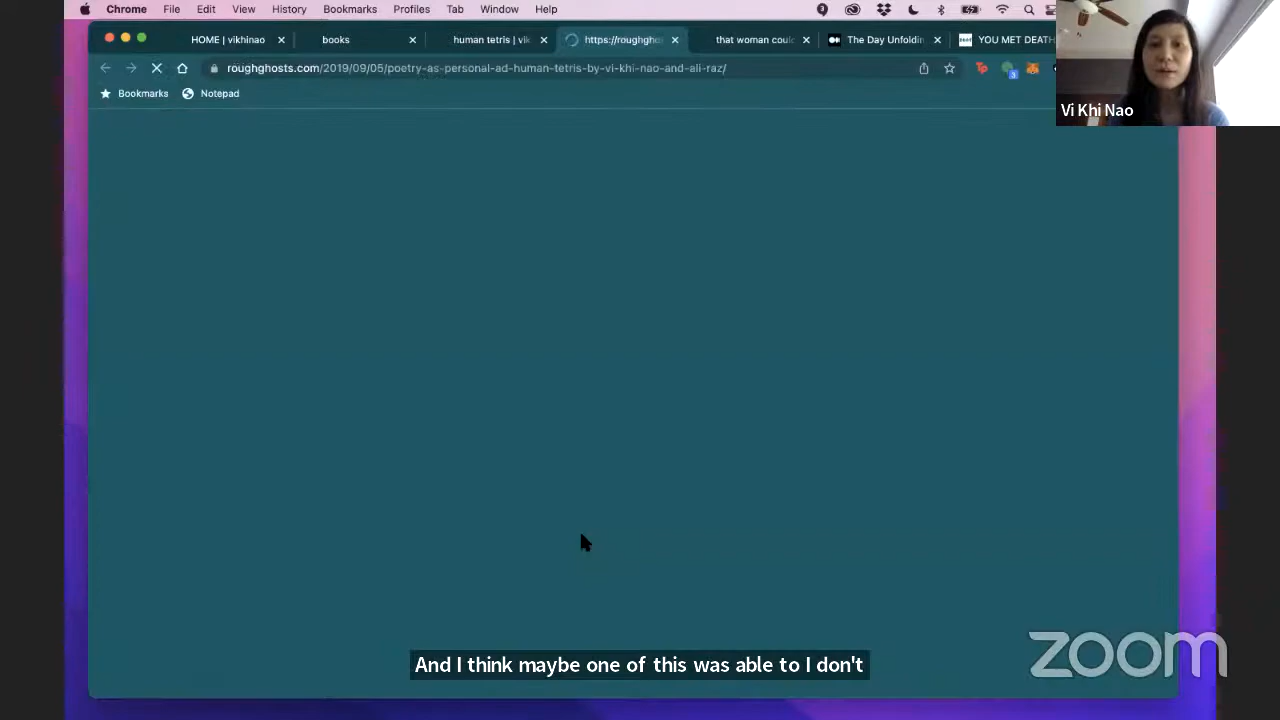 Chrome File Edit View History Bookmarks Profiles Tab Window Help
HOME | vikhinao books human tetris | vik https://roughgho that woman coul The Day Unfoldin YOU MET DEATH
roughghosts.com/2019/09/05/poetry-as-personal-ad-human-tetris-by-vi-khi-nao-and-ali-raz/
Bookmarks Notepad
Vi Khi Nao
And I think maybe one of this was able to I don't
zoom